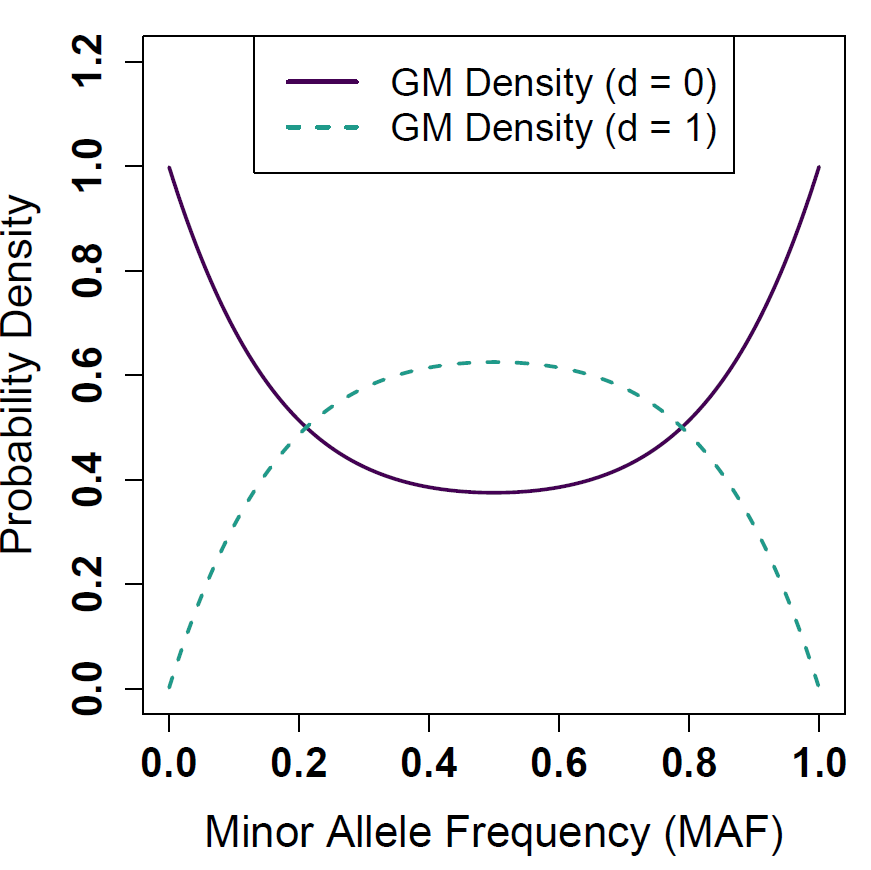 GM Density (d = 0)
GM Density (d = 1)
Probability Density
1.2
1.0
0.8
0.6
0.4
0.2
0.0
0.0 0.2 0.4 0.6 0.8 1.0
Minor Allele Frequency (MAF)